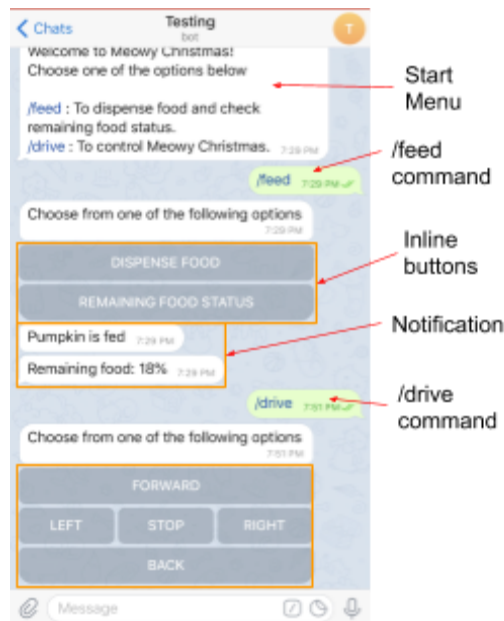 Chats
Testing
bot
T
Welcome to Meowy Christmas!
Choose one of the options below
/feed : To dispense food and check
remaining food status.
/drive : To control Meowy Christmas. 7:29 PM
Start
Menu
/feed 7:29 PM
/feed
command
Choose from one of the following options
7:29 PM
DISPENSE FOOD
REMAINING FOOD STATUS
Inline
buttons
Pumpkin is fed 7:29 PM
Remaining food: 18% 7:29 PM
Notification
/drive 7:51 PM
/drive
command
Choose from one of the following options
7:51 PM
FORWARD
LEFT STOP RIGHT
BACK
Message